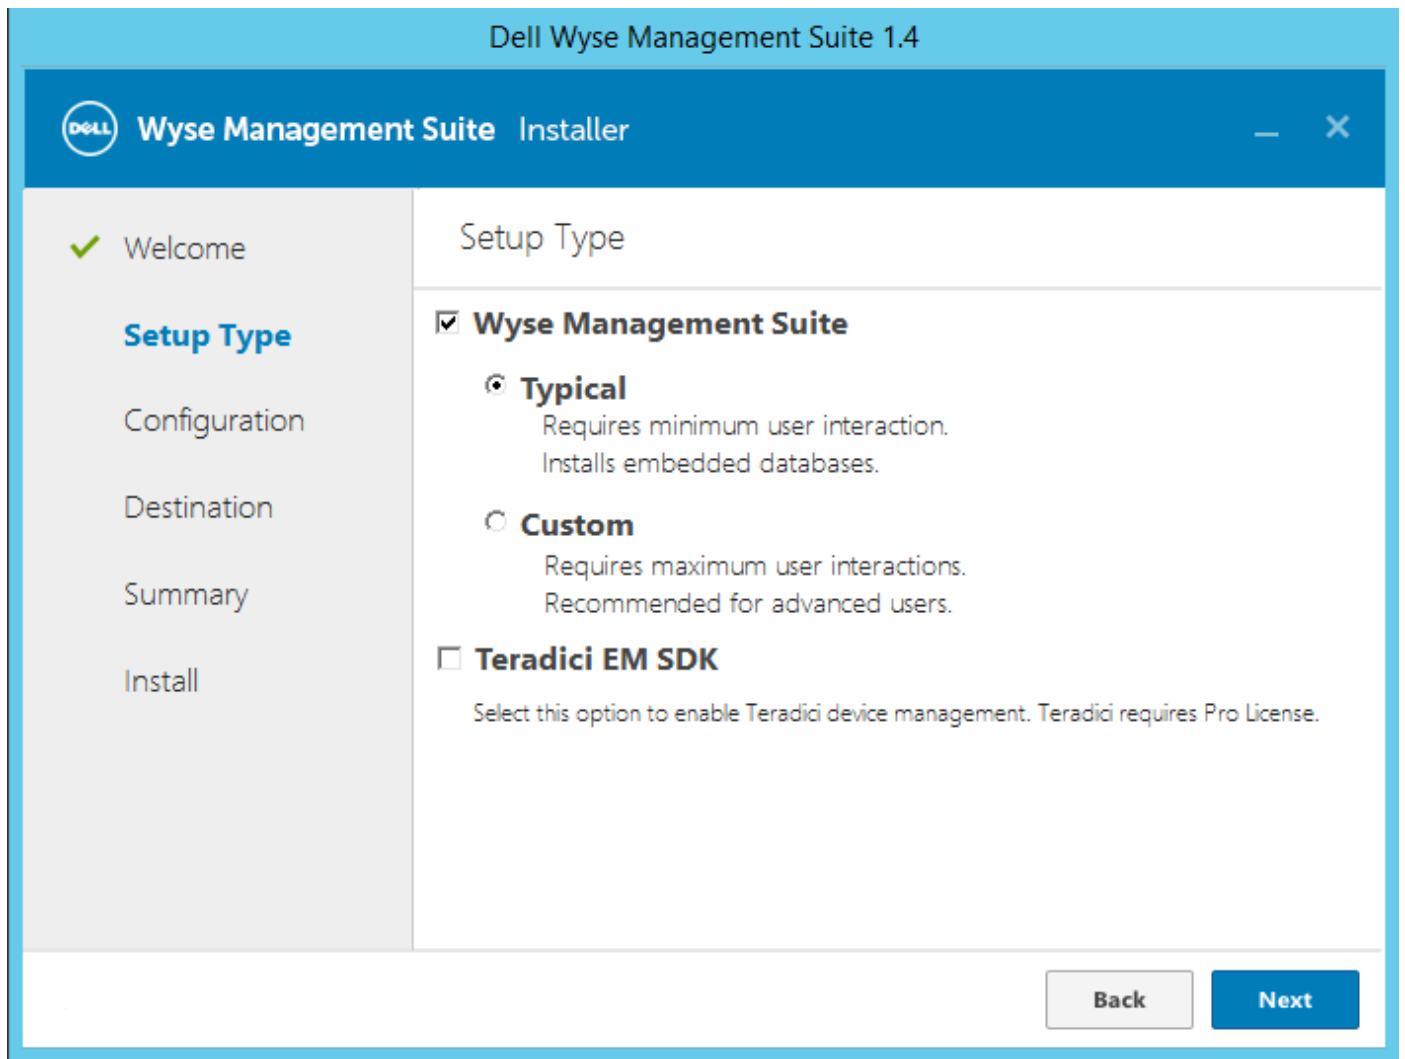 Dell Wyse Management Suite 1.4
DELL Wyse Management Suite Installer
Welcome
Setup Type
Configuration
Destination
Summary
Install
Setup Type
Wyse Management Suite
Typical
Requires minimum user interaction.
Installs embedded databases.
Custom
Requires maximum user interactions.
Recommended for advanced users.
Teradici EM SDK
Select this option to enable Teradici device management. Teradici requires Pro License.
Back
Next